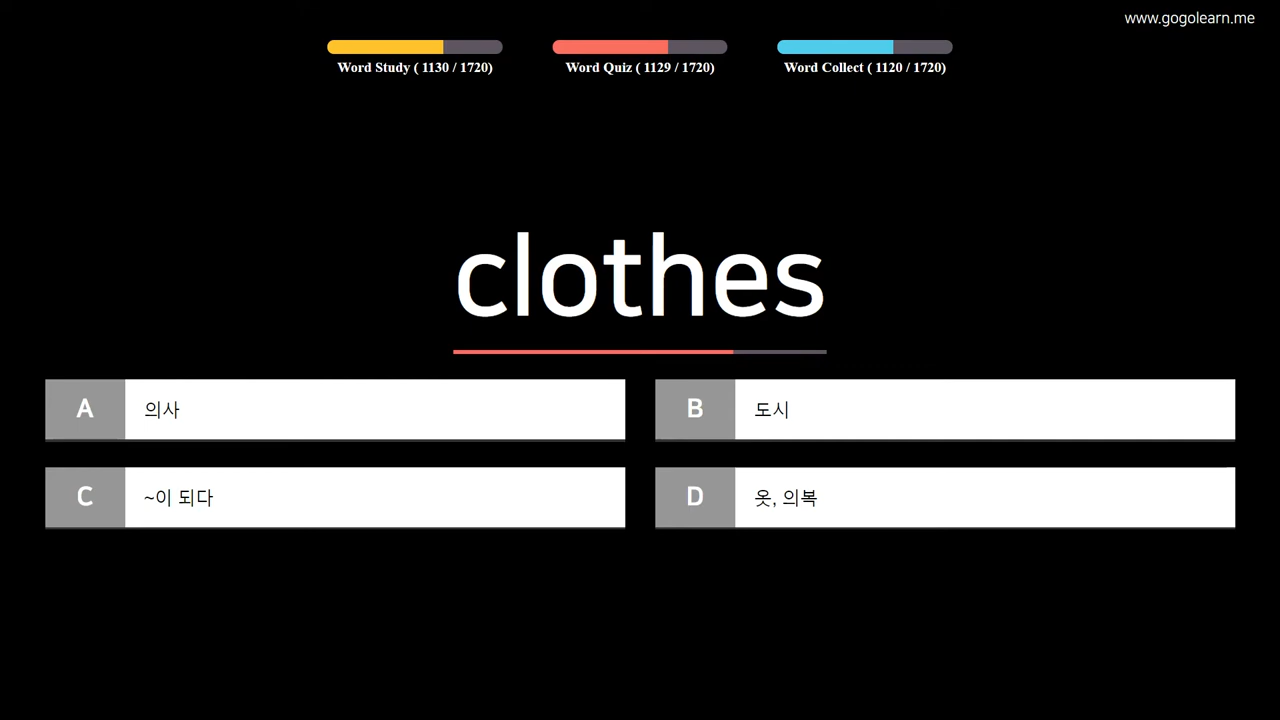 www.gogolearn.me
Word Study ( 1130 / 1720)
Word Quiz ( 1129 / 1720)
Word Collect ( 1120 / 1720)
clothes
A 의사
B 도시
C ~이 되다
D 옷, 의복